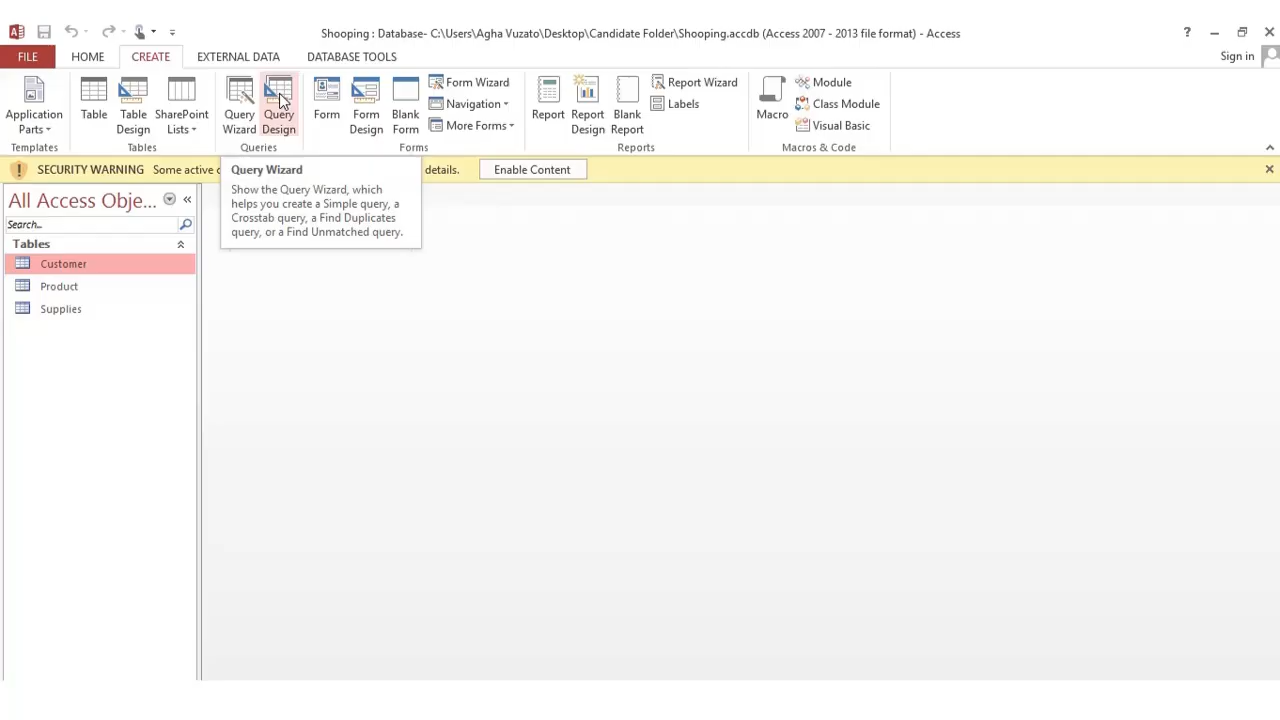 Shooping : Database- C:\Users\Agha Vuzato\Desktop\Candidate Folder\Shooping.accdb (Access 2007 - 2013 file format) - Access
?
FILE HOME CREATE EXTERNAL DATA DATABASE TOOLS Sign in
Application Parts
Templates
Table
Table Design
SharePoint Lists
Tables
Query Wizard
Query Design
Queries
Form
Form Design
Blank Form
Form Wizard
Navigation
More Forms
Forms
Report
Report Design
Blank Report
Report Wizard
Labels
Reports
Macro
Module
Class Module
Visual Basic
Macros & Code
SECURITY WARNING Some active c details. Enable Content
Query Wizard
Show the Query Wizard, which
helps you create a Simple query, a
Crosstab query, a Find Duplicates
query, or a Find Unmatched query.
All Access Obje... «
Search...
Tables
Customer
Product
Supplies